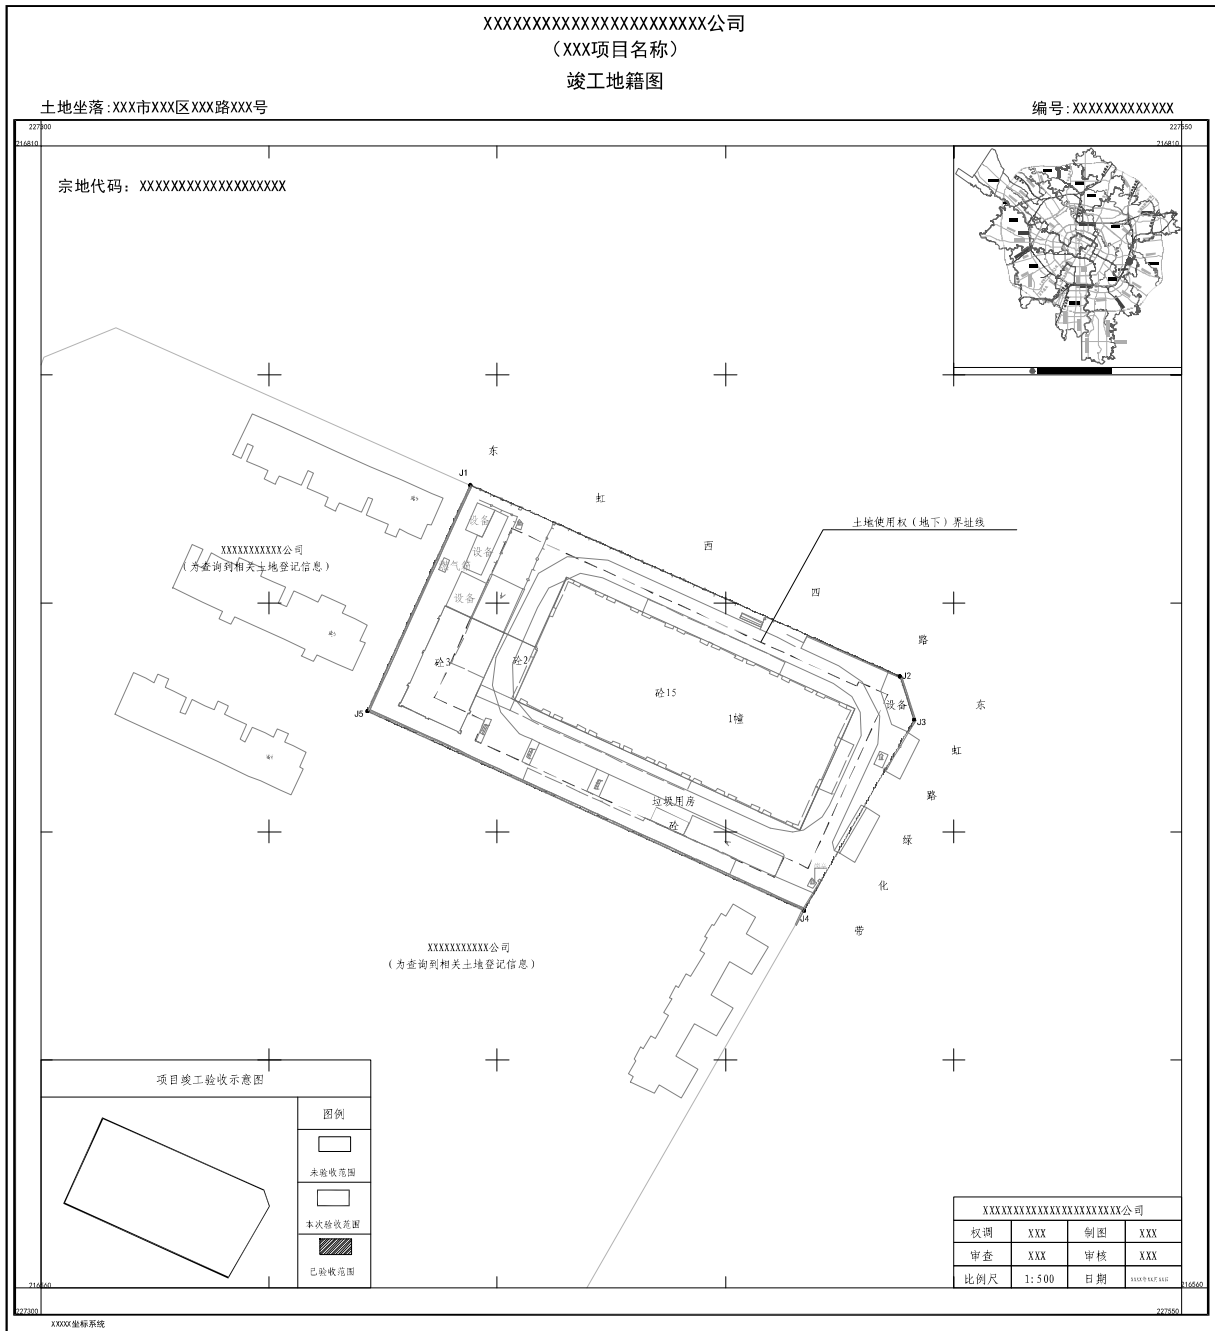 XXXXXXXXXXXXXXXXXXXXXXX公司
（XXX项目名称）
竣工地籍图
土地坐落:XXX市XXX区XXX路XXX号
编号:XXXXXXXXXXXXX
227300
227550
216810
216810
宗地代码：XXXXXXXXXXXXXXXXXXX
东
J1
虹
设备
土地使用权（地下）界址线
西
设备
XXXXXXXXXXX公司
（为查询到相关土地登记信息）
四
设备
路
砼3
砼2
J2
砼15
设备
东
J5
1幢
J3
虹
路
垃圾用房
砼
绿
化
J4
带
XXXXXXXXXXX公司
（为查询到相关土地登记信息）
项目竣工验收示意图
图例
未验收范围
本次验收范围
已验收范围
XXXXXXXXXXXXXXXXXXXXXXX公司
权调 XXX 制图 XXX
审查 XXX 审核 XXX
比例尺 1:500 日期
216560
227300
227550
XXXXX坐标系统